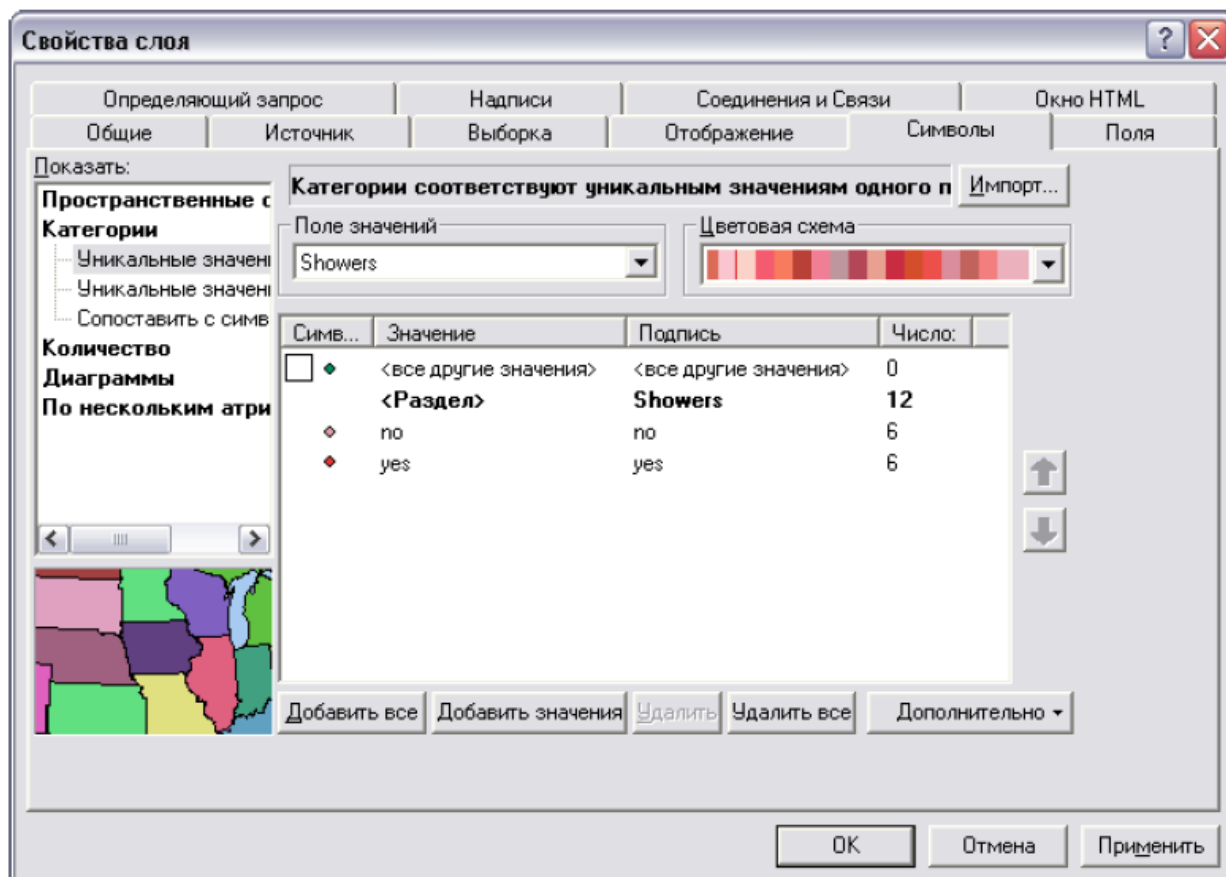 Свойства слоя
Определяющий запрос Надписи Соединения и Связи Окно HTML
Общие Источник Выборка Отображение Символы Поля
Показать:
Пространственные с
Категории
Уникальные значени
Уникальные значени
Сопоставить с симв
Количество
Диаграммы
По нескольким атри
Категории соответствуют уникальным значениям одного п
Импорт...
Поле значений
Showers
Цветовая схема
Симв... Значение Подпись Число:
<все другие значения> <все другие значения> 0
<Раздел> Showers 12
no no 6
yes yes 6
Добавить все Добавить значения Удалить Удалить все Дополнительно
OK Отмена Применить